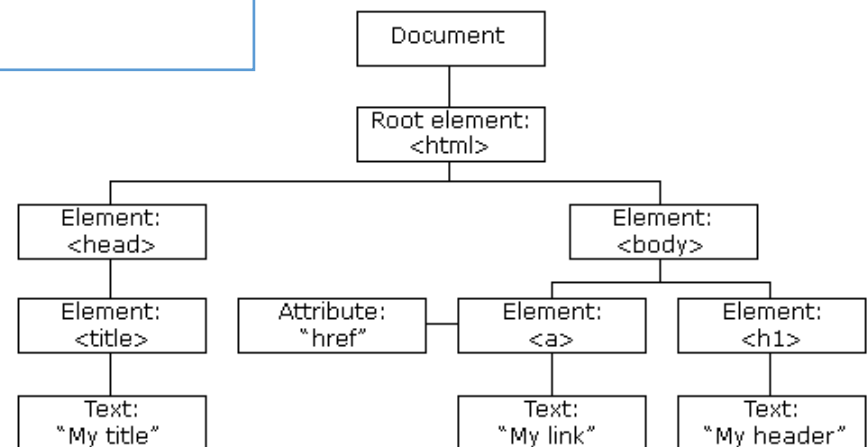 Document
Root element:
<html>
Element:
<head>
Element:
<body>
Element:
<title>
Attribute:
“href”
Element:
<a>
Element:
<h1>
Text:
“My title”
Text:
“My link”
Text:
“My header”